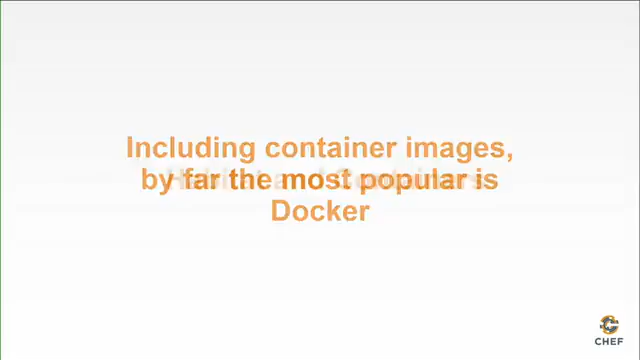 Including container images,
by far the most popular is
Docker
CHEF